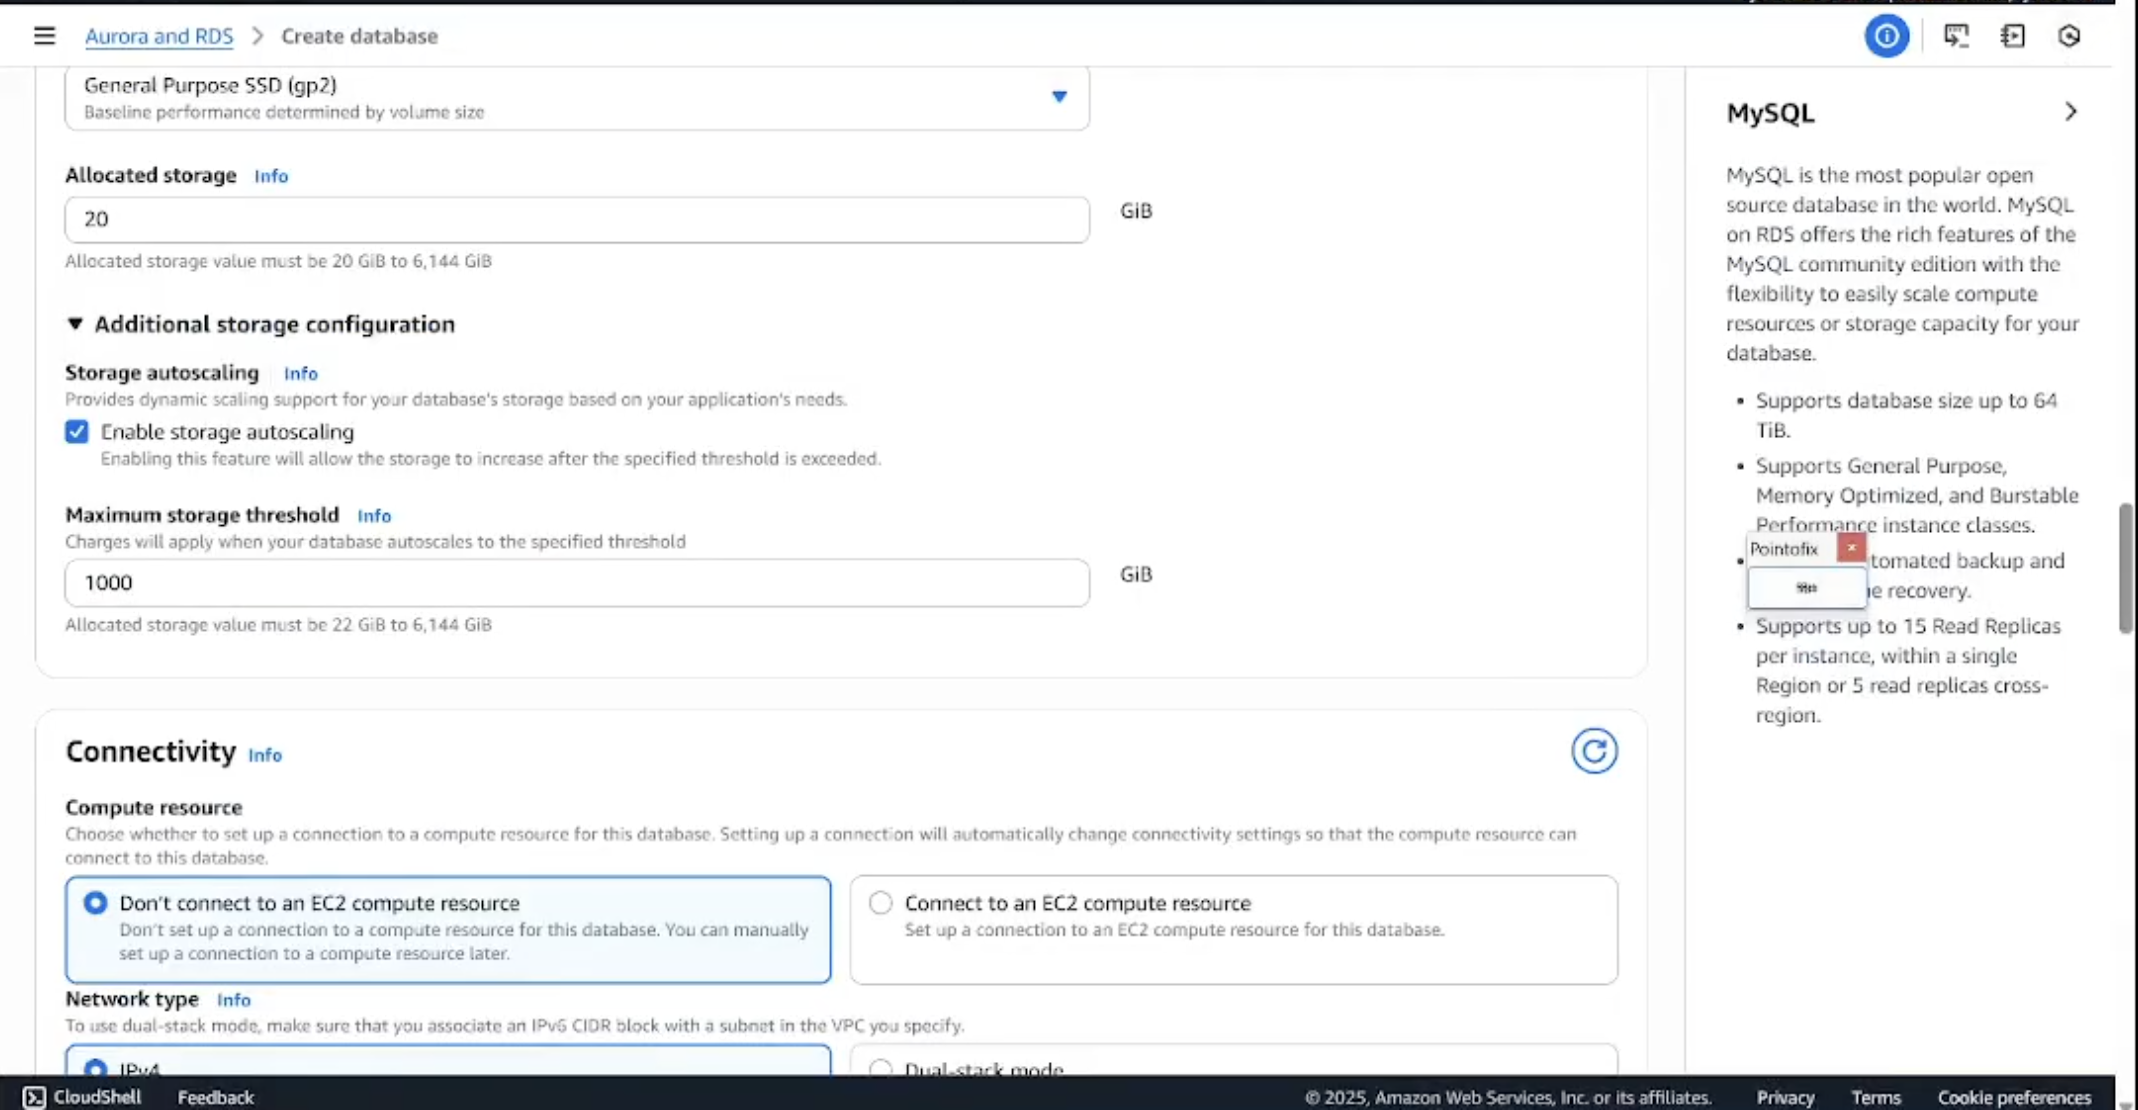 Aurora and RDS > Create database
General Purpose SSD (gp2)
Baseline performance determined by volume size
Allocated storage Info
20
GiB
Allocated storage value must be 20 GiB to 6,144 GiB
Additional storage configuration
Storage autoscaling Info
Provides dynamic scaling support for your database's storage based on your application's needs.
Enable storage autoscaling
Enabling this feature will allow the storage to increase after the specified threshold is exceeded.
Maximum storage threshold Info
Charges will apply when your database autoscales to the specified threshold
1000
GiB
Allocated storage value must be 22 GiB to 6,144 GiB
Connectivity Info
Compute resource
Choose whether to set up a connection to a compute resource for this database. Setting up a connection will automatically change connectivity settings so that the compute resource can
connect to this database.
Don't connect to an EC2 compute resource
Don't set up a connection to a compute resource for this database. You can manually
set up a connection to a compute resource later.
Connect to an EC2 compute resource
Set up a connection to an EC2 compute resource for this database.
Network type Info
To use dual-stack mode, make sure that you associate an IPv6 CIDR block with a subnet in the VPC you specify.
IPv4
Dual-stack mode
MySQL
MySQL is the most popular open
source database in the world. MySQL
on RDS offers the rich features of the
MySQL community edition with the
flexibility to easily scale compute
resources or storage capacity for your
database.
• Supports database size up to 64
TiB.
• Supports General Purpose,
Memory Optimized, and Burstable
Performance instance classes.
Pointofix
• tomated backup and
e recovery.
• Supports up to 15 Read Replicas
per instance, within a single
Region or 5 read replicas cross-
region.
CloudShell Feedback
© 2025, Amazon Web Services, Inc. or its affiliates. Privacy Terms Cookie preferences